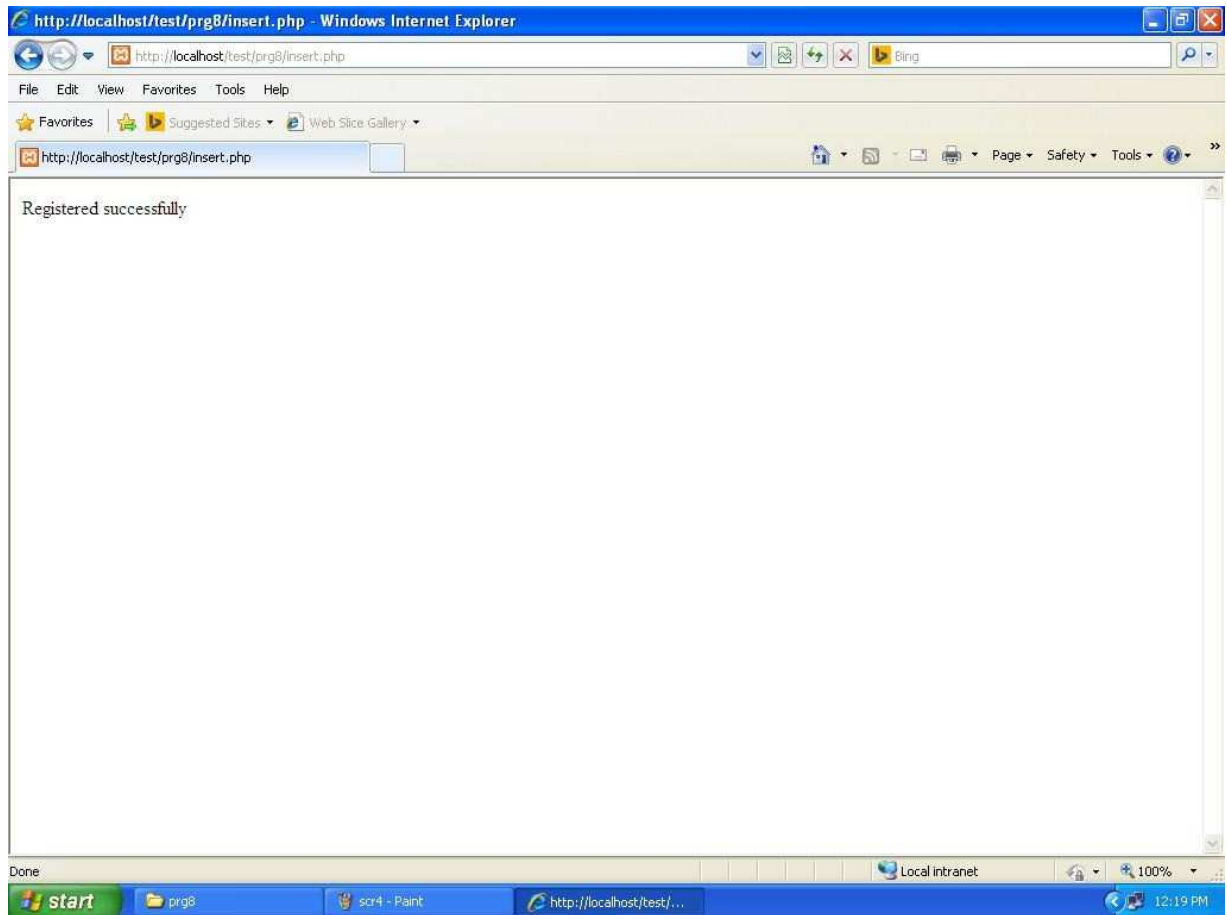 http://localhost/test/prg8/insert.php - Windows Internet Explorer
http://localhost/test/prg8/insert.php
Bing
File Edit View Favorites Tools Help
Favorites Suggested Sites Web Slice Gallery
http://localhost/test/prg8/insert.php Page Safety Tools
Registered successfully
Done Local intranet 100%
start prg8 scr4 - Paint http://localhost/test/... 12:19 PM